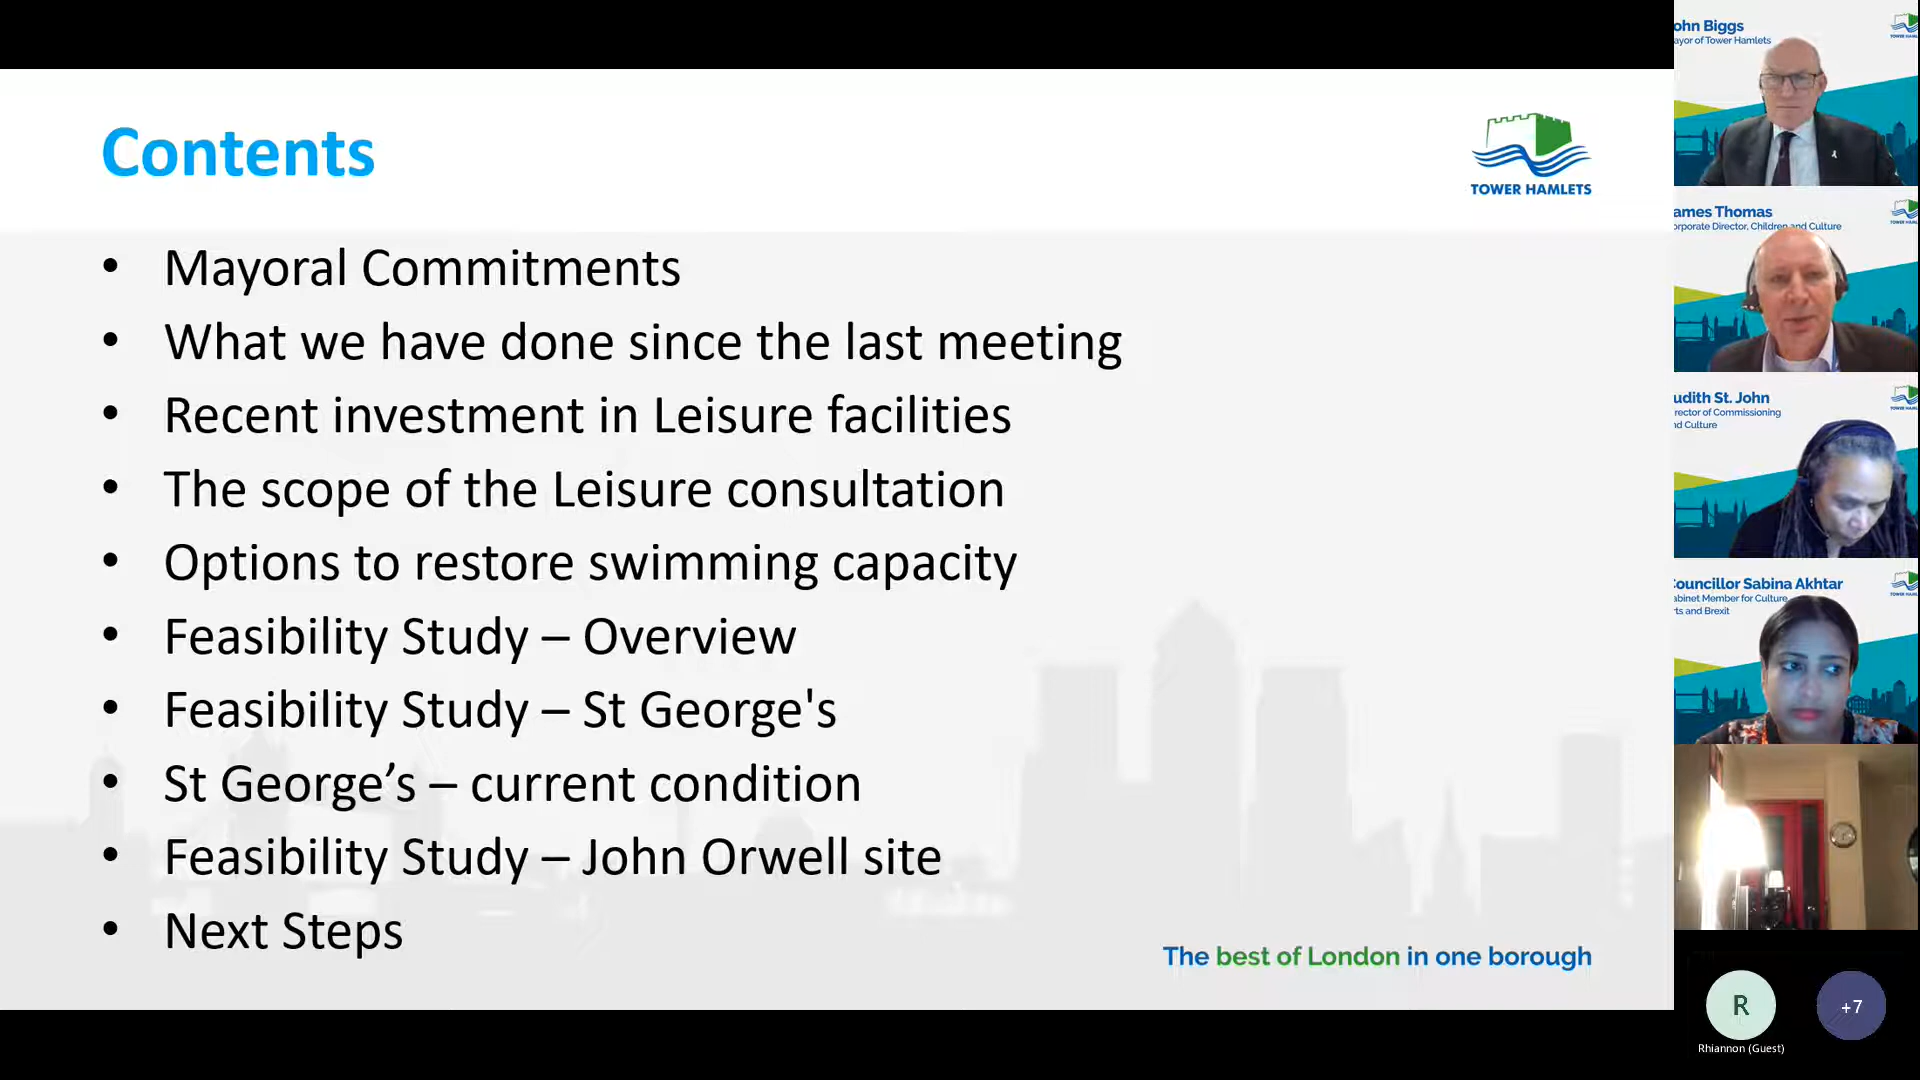 Contents
TOWER HAMLETS
• Mayoral Commitments
• What we have done since the last meeting
• Recent investment in Leisure facilities
• The scope of the Leisure consultation
• Options to restore swimming capacity
• Feasibility Study – Overview
• Feasibility Study – St George's
• St George’s – current condition
• Feasibility Study – John Orwell site
• Next Steps
The best of London in one borough
ohn Biggs
ayor of Tower Hamlets
ames Thomas
orporate Director, Children and Culture
udith St. John
rector of Commissioning
nd Culture
ouncillor Sabina Akhtar
abinet Member for Culture,
rts and Brexit
R
+7
Rhiannon (Guest)